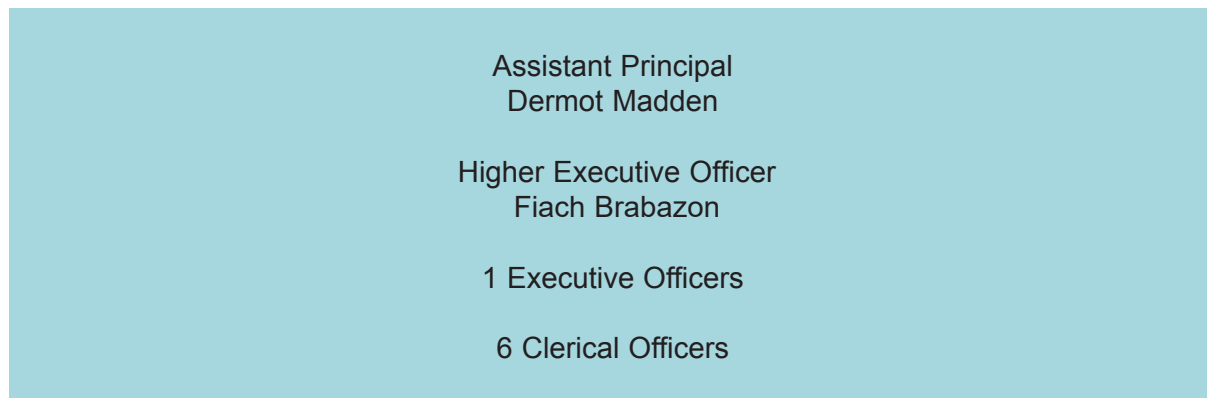 Assistant Principal
Dermot Madden
Higher Executive Officer
Fiach Brabazon
1 Executive Officers
6 Clerical Officers